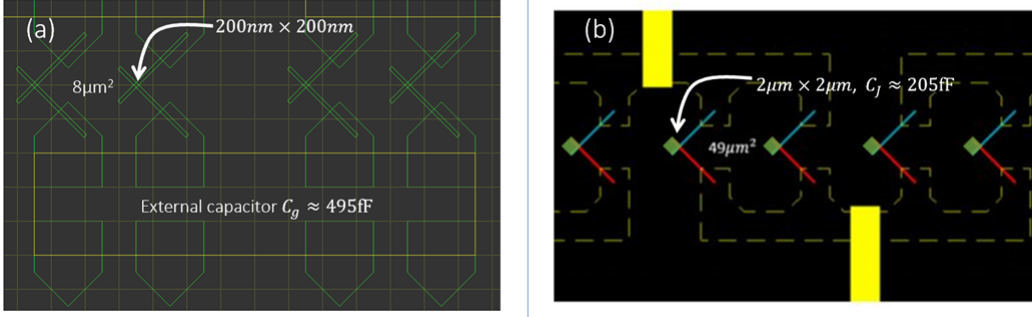 (a)
200nm × 200nm
8μm²
External capacitor C_g ≈ 495fF
(b)
2μm × 2μm, C_J ≈ 205fF
49μm²